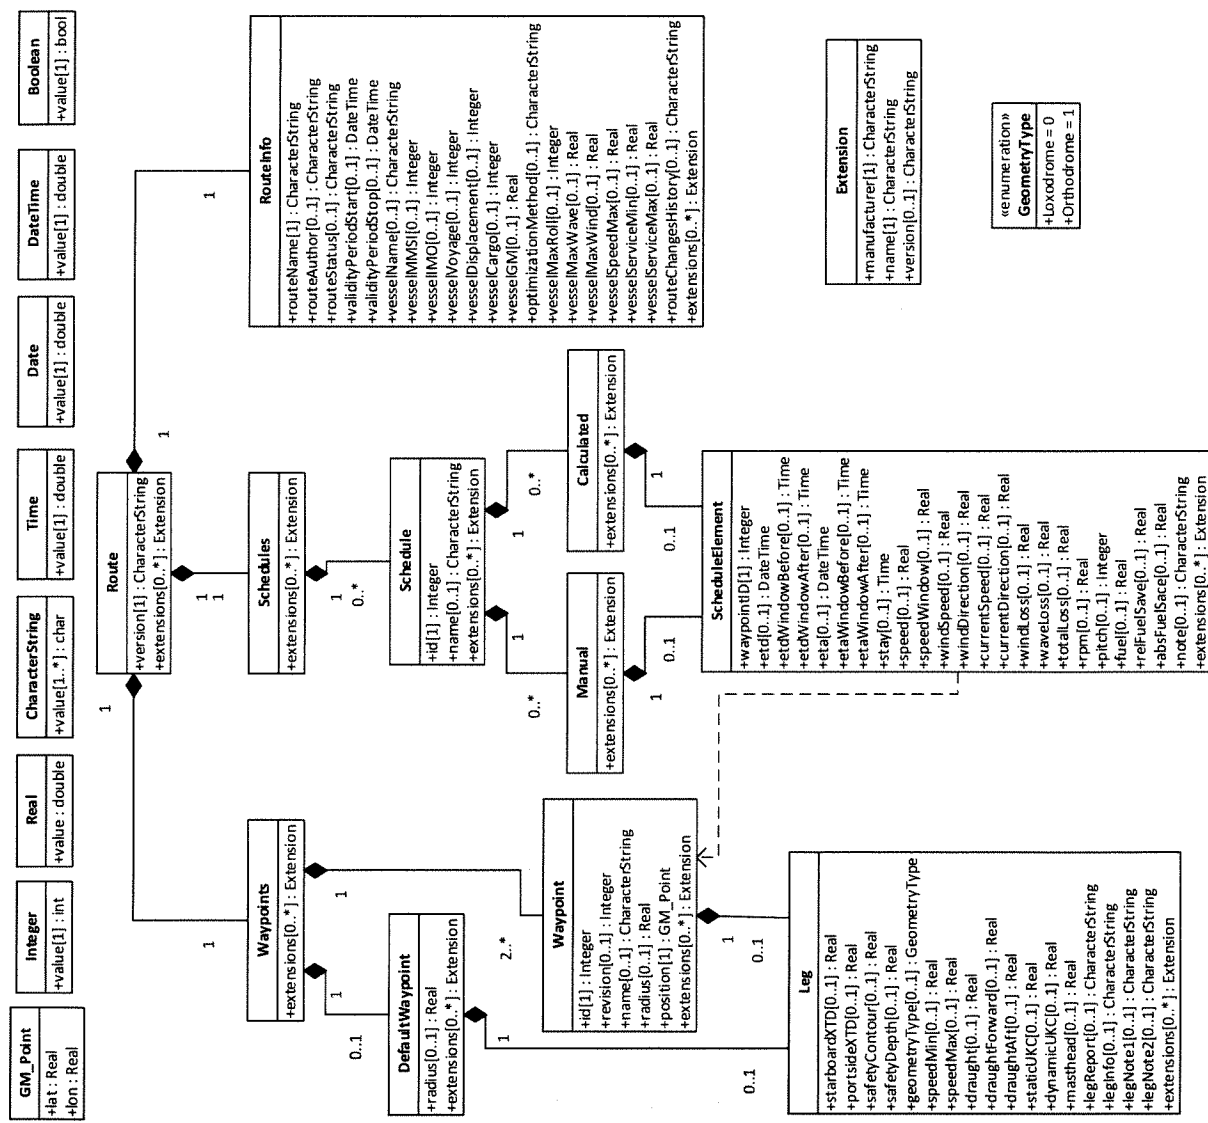 GM_Point
+lat : Real
+lon : Real
Integer
+value[1] : int
Real
+value : double
CharacterString
+value[1..*] : char
Time
+value[1] : double
Date
+value[1] : double
DateTime
+value[1] : double
Boolean
+value[1] : bool
Route
+version[1] : CharacterString
+extensions[0..*] : Extension
1
1
1
1
1
1
Waypoints
+extensions[0..*] : Extension
Schedules
+extensions[0..*] : Extension
RouteInfo
+routeName[1] : CharacterString
+routeAuthor[0..1] : CharacterString
+routeStatus[0..1] : CharacterString
+validityPeriodStart[0..1] : DateTime
+validityPeriodStop[0..1] : DateTime
+vesselName[0..1] : CharacterString
+vesselMMSI[0..1] : Integer
+vesselIMO[0..1] : Integer
+vesselVoyage[0..1] : Integer
+vesselDisplacement[0..1] : Integer
+vesselCargo[0..1] : Integer
+vesselGM[0..1] : Real
+optimizationMethod[0..1] : CharacterString
+vesselMaxRoll[0..1] : Integer
+vesselMaxWave[0..1] : Real
+vesselMaxWind[0..1] : Real
+vesselSpeedMax[0..1] : Real
+vesselServiceMin[0..1] : Real
+vesselServiceMax[0..1] : Real
+routeChangesHistory[0..1] : CharacterString
+extensions[0..*] : Extension
1
0..1
1
2..*
1
0..*
DefaultWaypoint
+radius[0..1] : Real
+extensions[0..*] : Extension
Schedule
+id[1] : Integer
+name[0..1] : CharacterString
+extensions[0..*] : Extension
1
0..1
1
0..*
1
0..*
Waypoint
+id[1] : Integer
+revision[0..1] : Integer
+name[0..1] : CharacterString
+radius[0..1] : Real
+position[1] : GM_Point
+extensions[0..*] : Extension
Manual
+extensions[0..*] : Extension
Calculated
+extensions[0..*] : Extension
1
0..1
1
0..1
1
0..1
Leg
+starboardXTD[0..1] : Real
+portsideXTD[0..1] : Real
+safetyContour[0..1] : Real
+safetyDepth[0..1] : Real
+geometryType[0..1] : GeometryType
+speedMin[0..1] : Real
+speedMax[0..1] : Real
+draught[0..1] : Real
+draughtForward[0..1] : Real
+draughtAft[0..1] : Real
+staticUKC[0..1] : Real
+dynamicUKC[0..1] : Real
+masthead[0..1] : Real
+legReport[0..1] : CharacterString
+legInfo[0..1] : CharacterString
+legNote1[0..1] : CharacterString
+legNote2[0..1] : CharacterString
+extensions[0..*] : Extension
ScheduleElement
+waypointID[1] : Integer
+etd[0..1] : DateTime
+etdWindowBefore[0..1] : Time
+etdWindowAfter[0..1] : Time
+eta[0..1] : DateTime
+etaWindowBefore[0..1] : Time
+etaWindowAfter[0..1] : Time
+stay[0..1] : Time
+speed[0..1] : Real
+speedWindow[0..1] : Real
+windSpeed[0..1] : Real
+windDirection[0..1] : Real
+currentSpeed[0..1] : Real
+currentDirection[0..1] : Real
+windLoss[0..1] : Real
+waveLoss[0..1] : Real
+totalLoss[0..1] : Real
+rpm[0..1] : Real
+pitch[0..1] : Integer
+fuel[0..1] : Real
+relFuelSave[0..1] : Real
+absFuelSace[0..1] : Real
+note[0..1] : CharacterString
+extensions[0..*] : Extension
Extension
+manufacturer[1] : CharacterString
+name[1] : CharacterString
+version[0..1] : CharacterString
«enumeration»
GeometryType
+Loxodrome = 0
+Orthodrome = 1